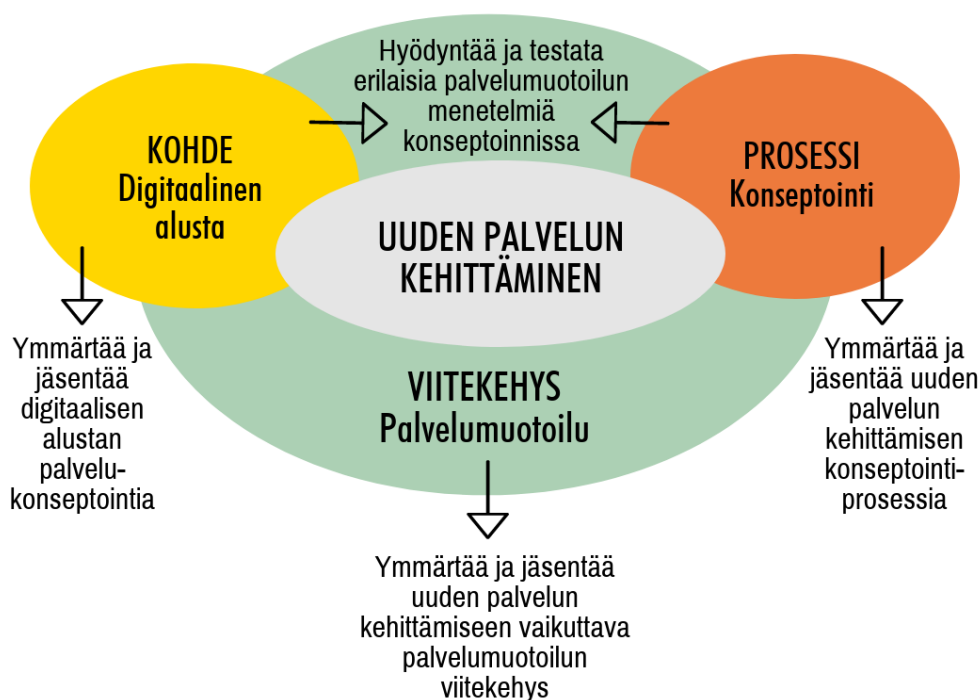 Hyödyntää ja testata
erilaisia palvelumuotoilun
menetelmiä
konseptoinnissa
KOHDE
Digitaalinen
alusta
PROSESSI
Konseptointi
UUDEN PALVELUN
KEHITTÄMINEN
VIITEKEHYS
Palvelumuotoilu
Ymmärtää ja
jäsentää
digitaalisen
alustan
palvelu-
konseptointia
Ymmärtää ja
jäsentää uuden
palvelun
kehittämisen
konseptointi-
prosessia
Ymmärtää ja jäsentää
uuden palvelun
kehittämiseen vaikuttava
palvelumuotoilun
viitekehys